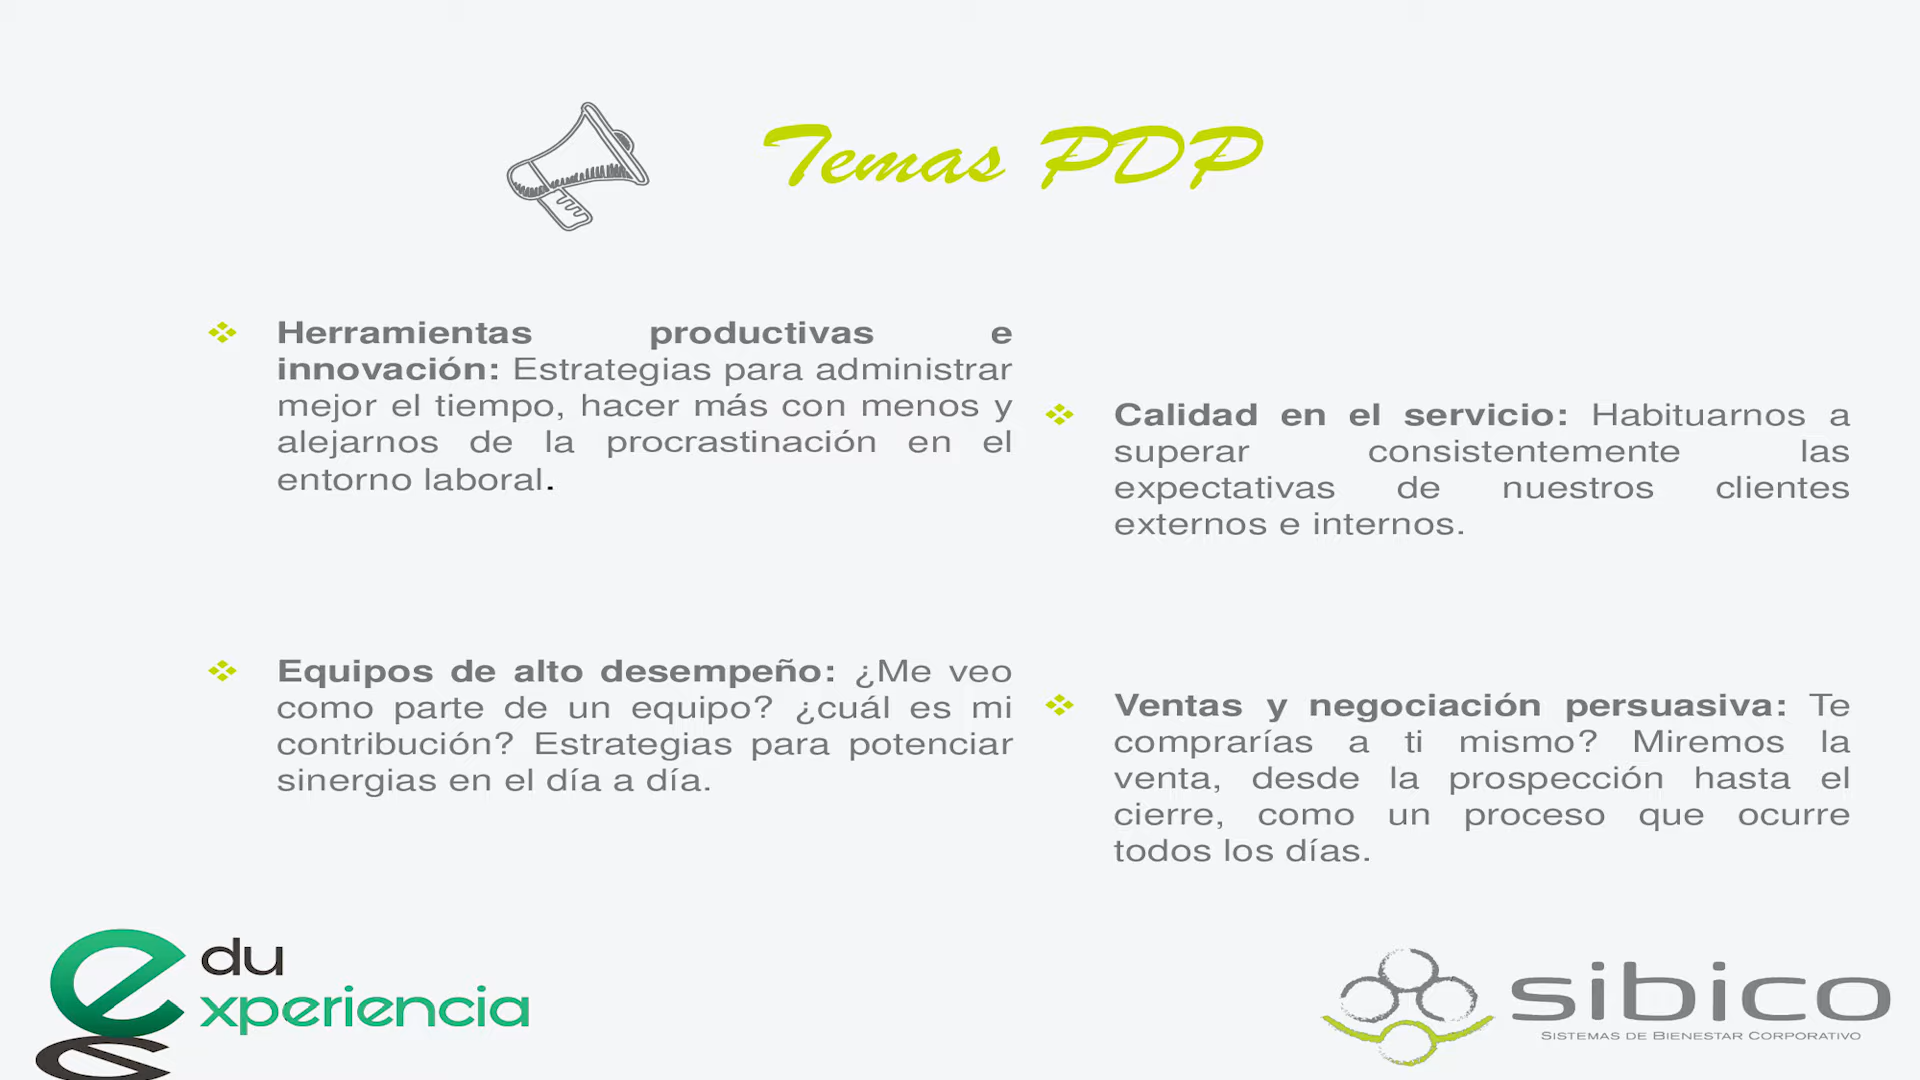 Temas PDP
Herramientas productivas e
innovación: Estrategias para administrar
mejor el tiempo, hacer más con menos y
alejarnos de la procrastinación en el
entorno laboral.
Equipos de alto desempeño: ¿Me veo
como parte de un equipo? ¿cuál es mi
contribución? Estrategias para potenciar
sinergias en el día a día.
Calidad en el servicio: Habituarnos a
superar consistentemente las
expectativas de nuestros clientes
externos e internos.
Ventas y negociación persuasiva: Te
comprarías a ti mismo? Miremos la
venta, desde la prospección hasta el
cierre, como un proceso que ocurre
todos los días.
edu
xperiencia
sibico
SISTEMAS DE BIENESTAR CORPORATIVO